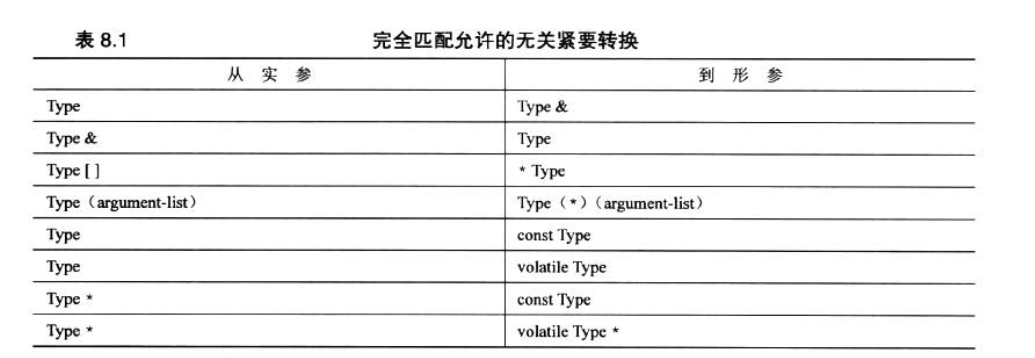 表 8.1 完全匹配允许的无关紧要转换
从 实 参 到 形 参
Type Type &
Type & Type
Type [ ] * Type
Type（argument-list） Type（*）（argument-list）
Type const Type
Type volatile Type
Type * const Type
Type * volatile Type *